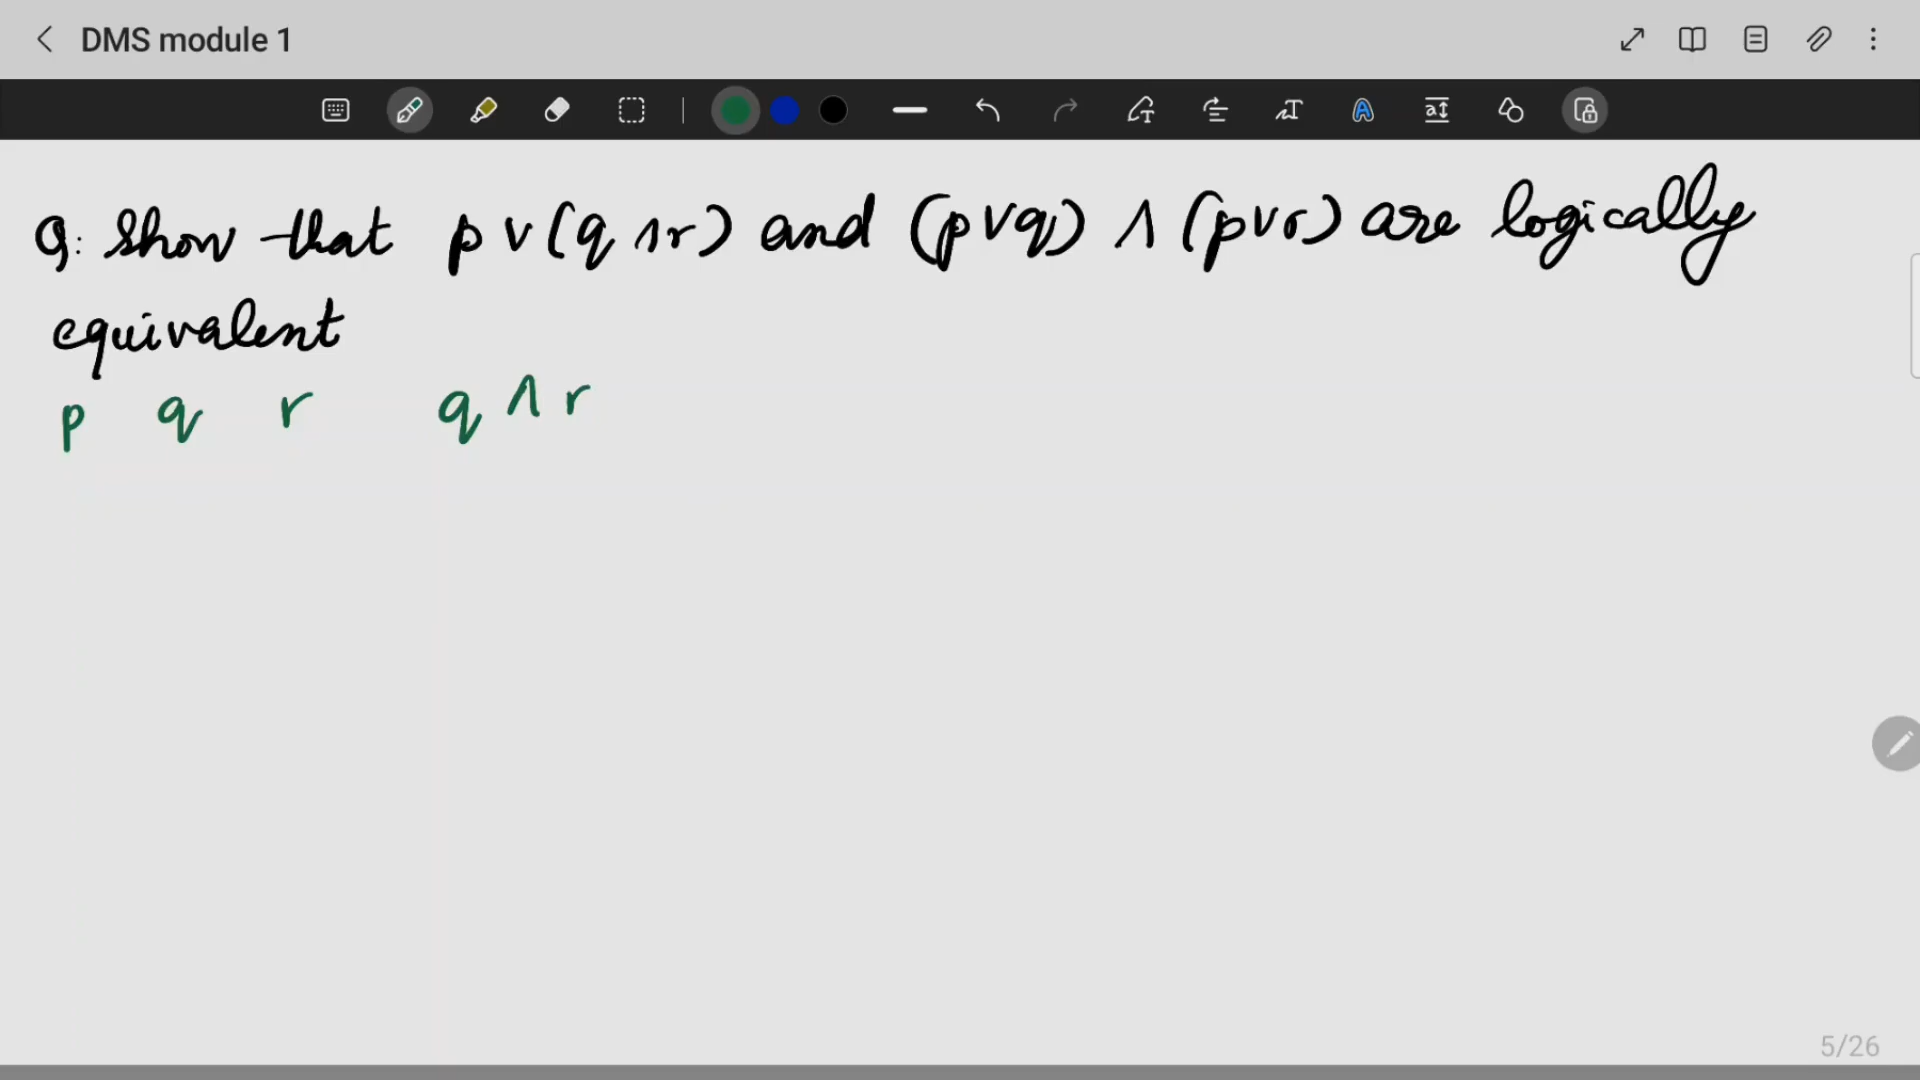 DMS module 1
Q: Show that p ∨ (q ∧ r) and (p ∨ q) ∧ (p ∨ r) are logically
equivalent
p q r q ∧ r
5/26